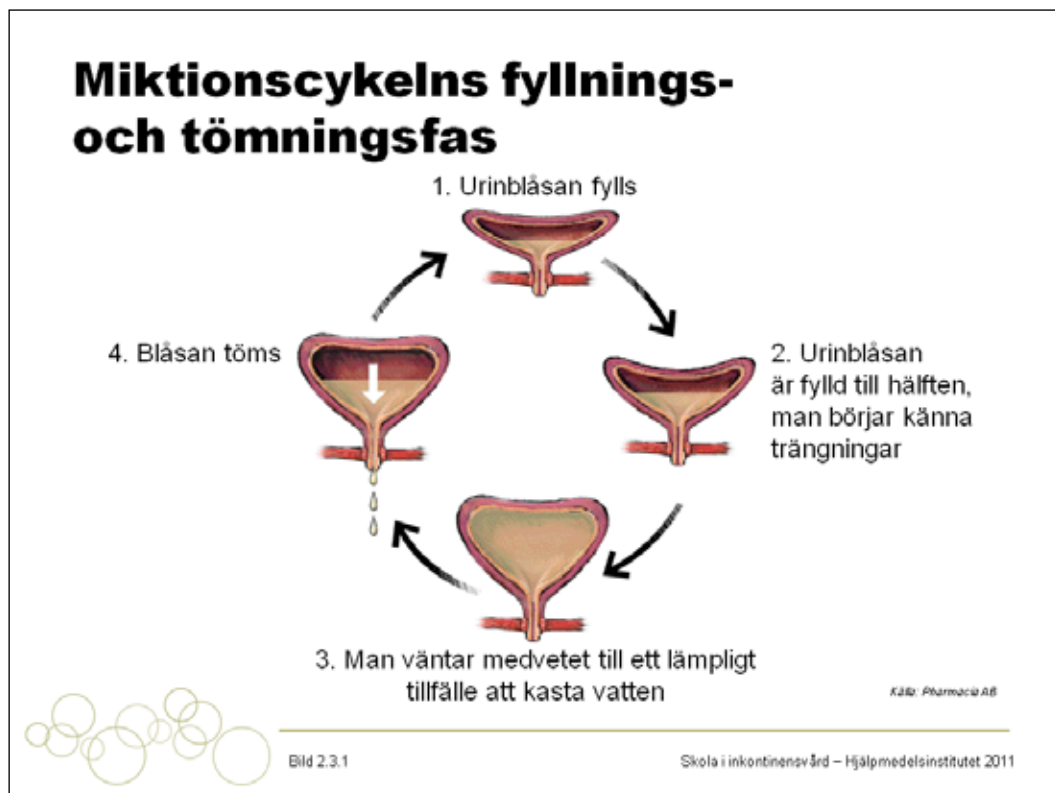 Miktionscykelns fyllnings-
och tömningsfas
1. Urinblåsan fylls
2. Urinblåsan
är fylld till hälften,
man börjar känna
trängningar
3. Man väntar medvetet till ett lämpligt
tillfälle att kasta vatten
4. Blåsan töms
Källa: Pharmacia AB
Bild 2.3.1
Skola i inkontinensvård – Hjälpmedelsinstitutet 2011